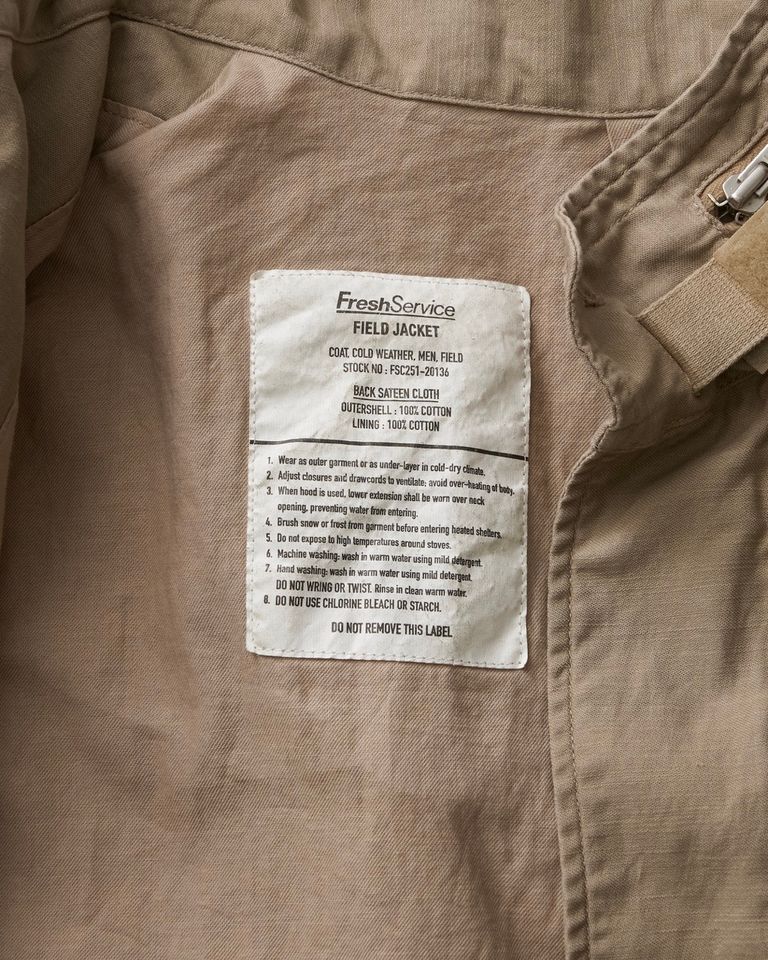 FreshService
FIELD JACKET
COAT, COLD WEATHER, MEN, FIELD
STOCK NO : FSC251-20136
BACK SATEEN CLOTH
OUTERSHELL : 100% COTTON
LINING : 100% COTTON
1. Wear as outer garment or as under-layer in cold-dry climate.
2. Adjust closures and drawcords to ventilate: avoid over-heating of body.
3. When hood is used, lower extension shall be worn over neck
opening, preventing water from entering.
4. Brush snow or frost from garment before entering heated shelters.
5. Do not expose to high temperatures around stoves.
6. Machine washing: wash in warm water using mild detergent.
7. Hand washing: wash in warm water using mild detergent.
DO NOT WRING OR TWIST. Rinse in clean warm water.
8. DO NOT USE CHLORINE BLEACH OR STARCH.
DO NOT REMOVE THIS LABEL